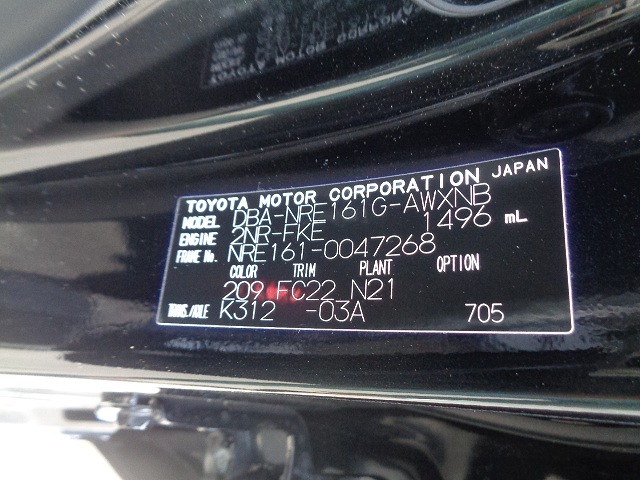 TOYOTA MOTOR CORPORATION JAPAN
MODEL DBA-NRE161G-AWXNB
ENGINE 2NR-FKE 1496 mL
FRAME No. NRE161-0047268
COLOR TRIM PLANT OPTION
209 FC22 N21
TRANS./AXLE K312 -03A 705